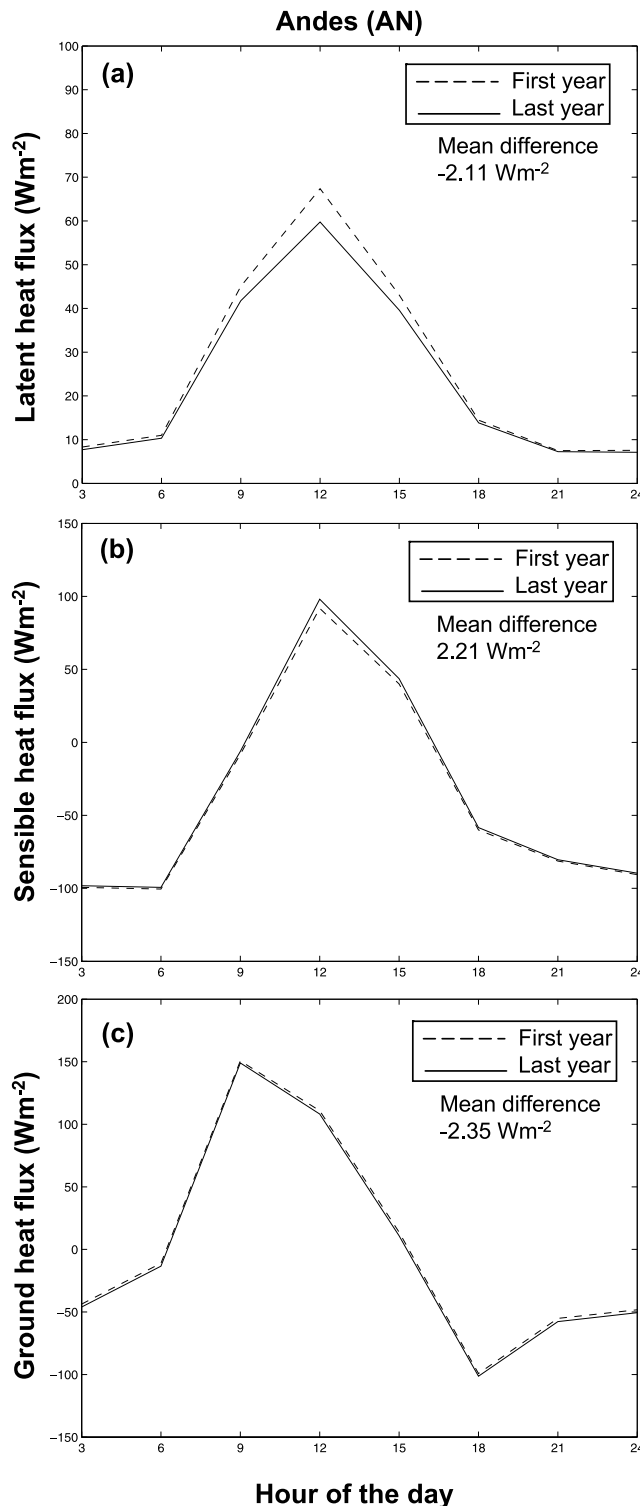 Andes (AN)
(a)
First year
Last year
Mean difference
-2.11 Wm-2
Latent heat flux (Wm-2)
100
90
80
70
60
50
40
30
20
10
0
3 6 9 12 15 18 21 24
(b)
First year
Last year
Mean difference
2.21 Wm-2
Sensible heat flux (Wm-2)
150
100
50
0
−50
−100
−150
3 6 9 12 15 18 21 24
(c)
First year
Last year
Mean difference
-2.35 Wm-2
Ground heat flux (Wm-2)
200
150
100
50
0
−50
−100
−150
3 6 9 12 15 18 21 24
Hour of the day